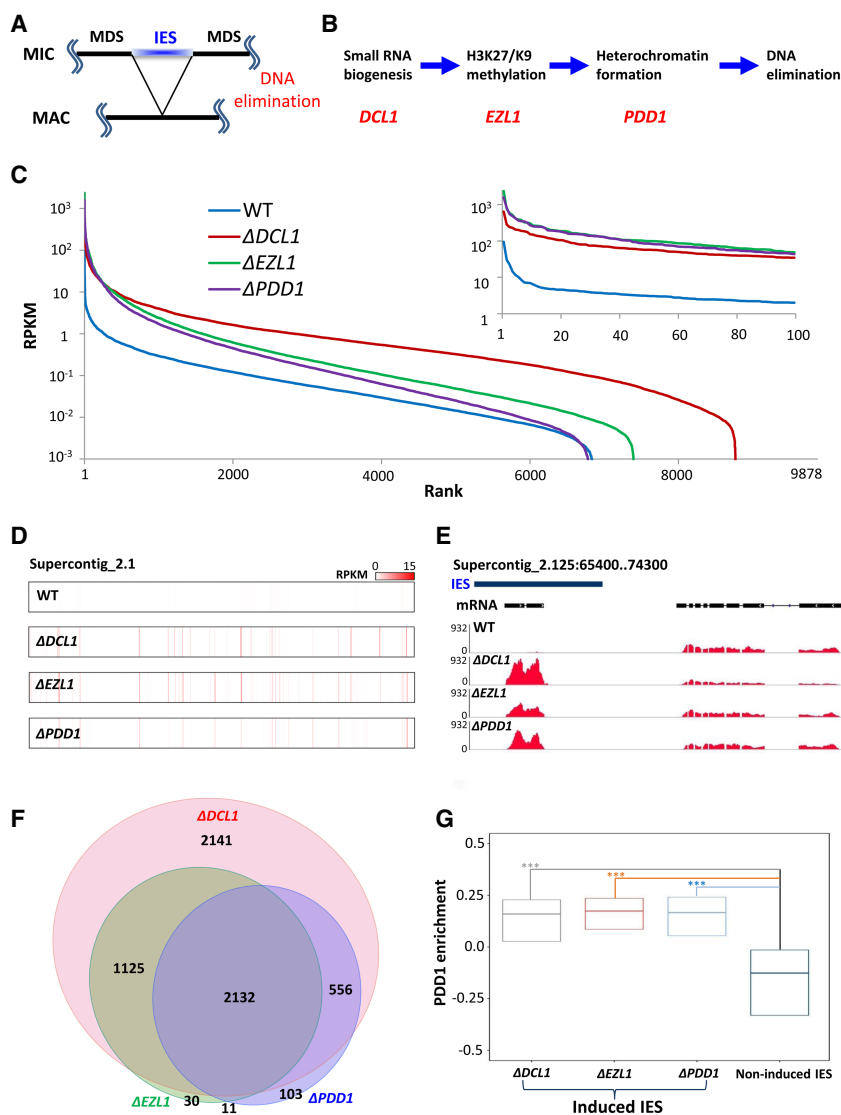 A
MDS
IES
MDS
MIC
DNA
elimination
MAC
B
Small RNA
biogenesis
H3K27/K9
methylation
Heterochromatin
formation
DNA
elimination
DCL1
EZL1
PDD1
C
RPKM
10³
10²
10
1
10⁻¹
10⁻²
10⁻³
WT
ΔDCL1
ΔEZL1
ΔPDD1
10³
10²
10
1
1 20 40 60 80 100
1 2000 4000 6000 8000 9878
Rank
D
Supercontig_2.1
0 15
RPKM
WT
ΔDCL1
ΔEZL1
ΔPDD1
E
Supercontig_2.125:65400..74300
IES
mRNA
932
WT
0
932
ΔDCL1
0
932
ΔEZL1
0
932
ΔPDD1
0
F
ΔDCL1
2141
1125
2132
556
ΔEZL1
30
11
103
ΔPDD1
G
PDD1 enrichment
0.5
0.25
0.0
-0.25
-0.5
***
***
***
ΔDCL1 ΔEZL1 ΔPDD1 Non-induced IES
Induced IES